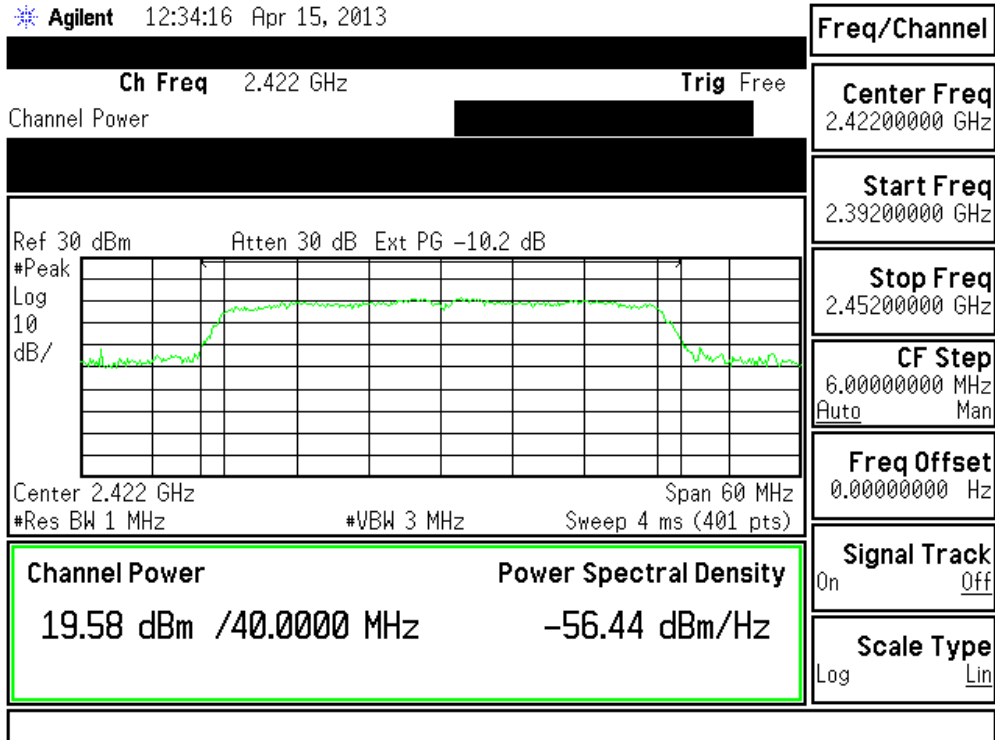 Agilent 12:34:16 Apr 15, 2013
Freq/Channel
Ch Freq 2.422 GHz Trig Free
Channel Power
Center Freq
2.42200000 GHz
Start Freq
2.39200000 GHz
Stop Freq
2.45200000 GHz
CF Step
6.00000000 MHz
Auto Man
Freq Offset
0.00000000 Hz
Signal Track
On Off
Scale Type
Log Lin
Ref 30 dBm Atten 30 dB Ext PG -10.2 dB
#Peak
Log
10
dB/
Center 2.422 GHz Span 60 MHz
#Res BW 1 MHz #VBW 3 MHz Sweep 4 ms (401 pts)
Channel Power Power Spectral Density
19.58 dBm /40.0000 MHz -56.44 dBm/Hz